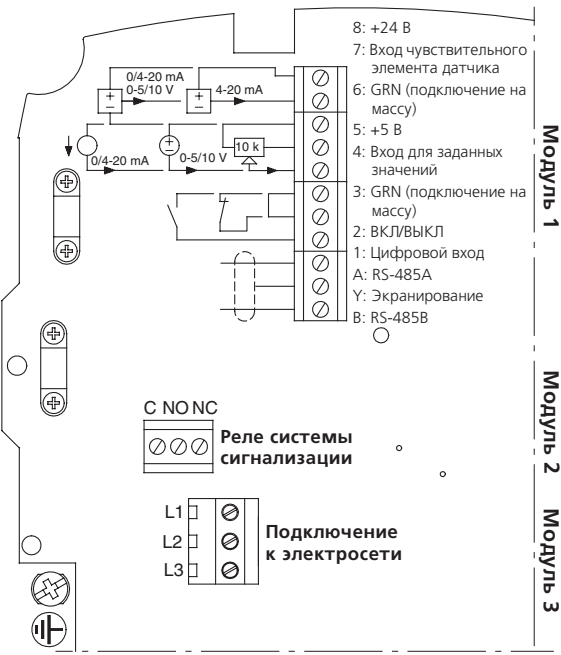 8: +24 В
7: Вход чувствительного
элемента датчика
6: GRN (подключение на
массу)
5: +5 В
4: Вход для заданных
значений
3: GRN (подключение на
массу)
2: ВКЛ/ВЫКЛ
1: Цифровой вход
A: RS-485A
Y: Экранирование
B: RS-485B
0/4-20 mA
0-5/10 V
4-20 mA
0/4-20 mA
0-5/10 V
10 k
Модуль 1
C NO NC
Реле системы
сигнализации
Модуль 2
L1
L2
L3
Подключение
к электросети
Модуль 3